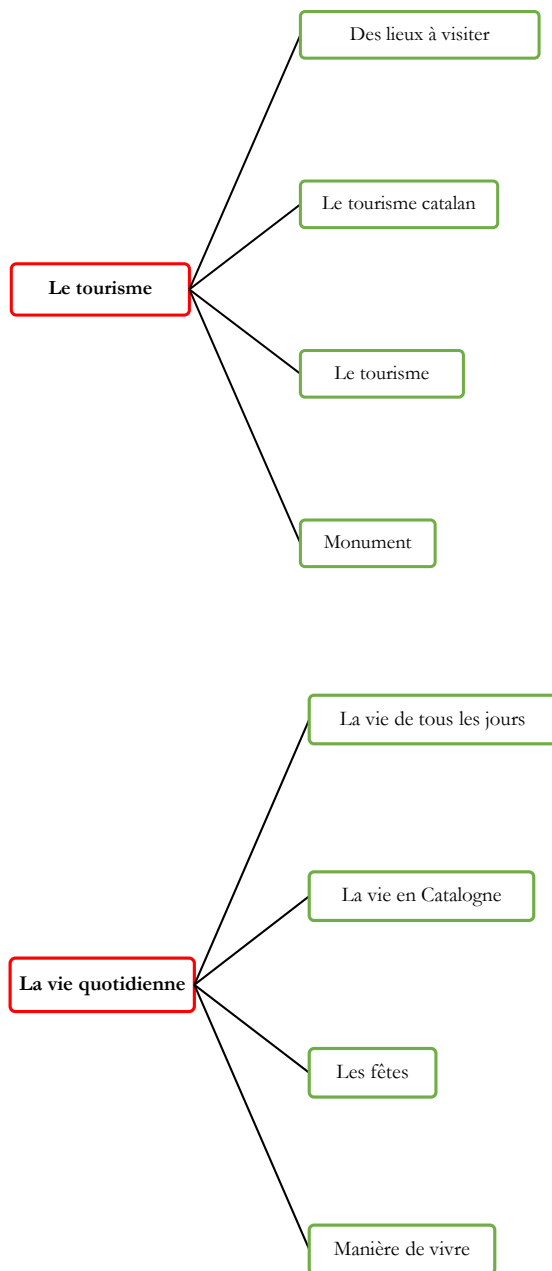 Des lieux à visiter
Le tourisme catalan
Le tourisme
Le tourisme
Monument
La vie de tous les jours
La vie en Catalogne
La vie quotidienne
Les fêtes
Manière de vivre